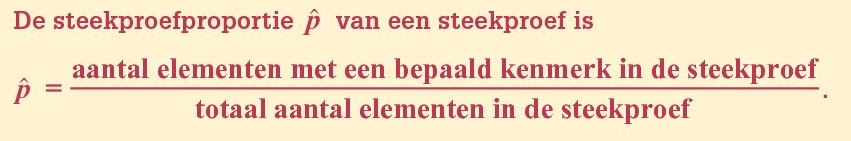 De steekproefproportie p̂ van een steekproef is
aantal elementen met een bepaald kenmerk in de steekproef
p̂ = .
totaal aantal elementen in de steekproef